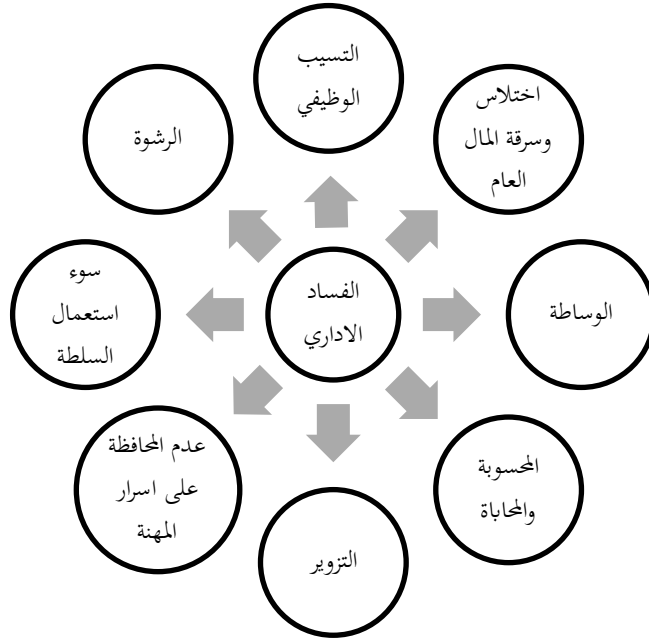 التسيب
الوظيفي
اختلاس
وسرقة المال
العام
الوساطة
المحسوبة
والمحاباة
التزوير
عدم المحافظة
على اسرار
المهنة
سوء
استعمال
السلطة
الرشوة
الفساد
الاداري